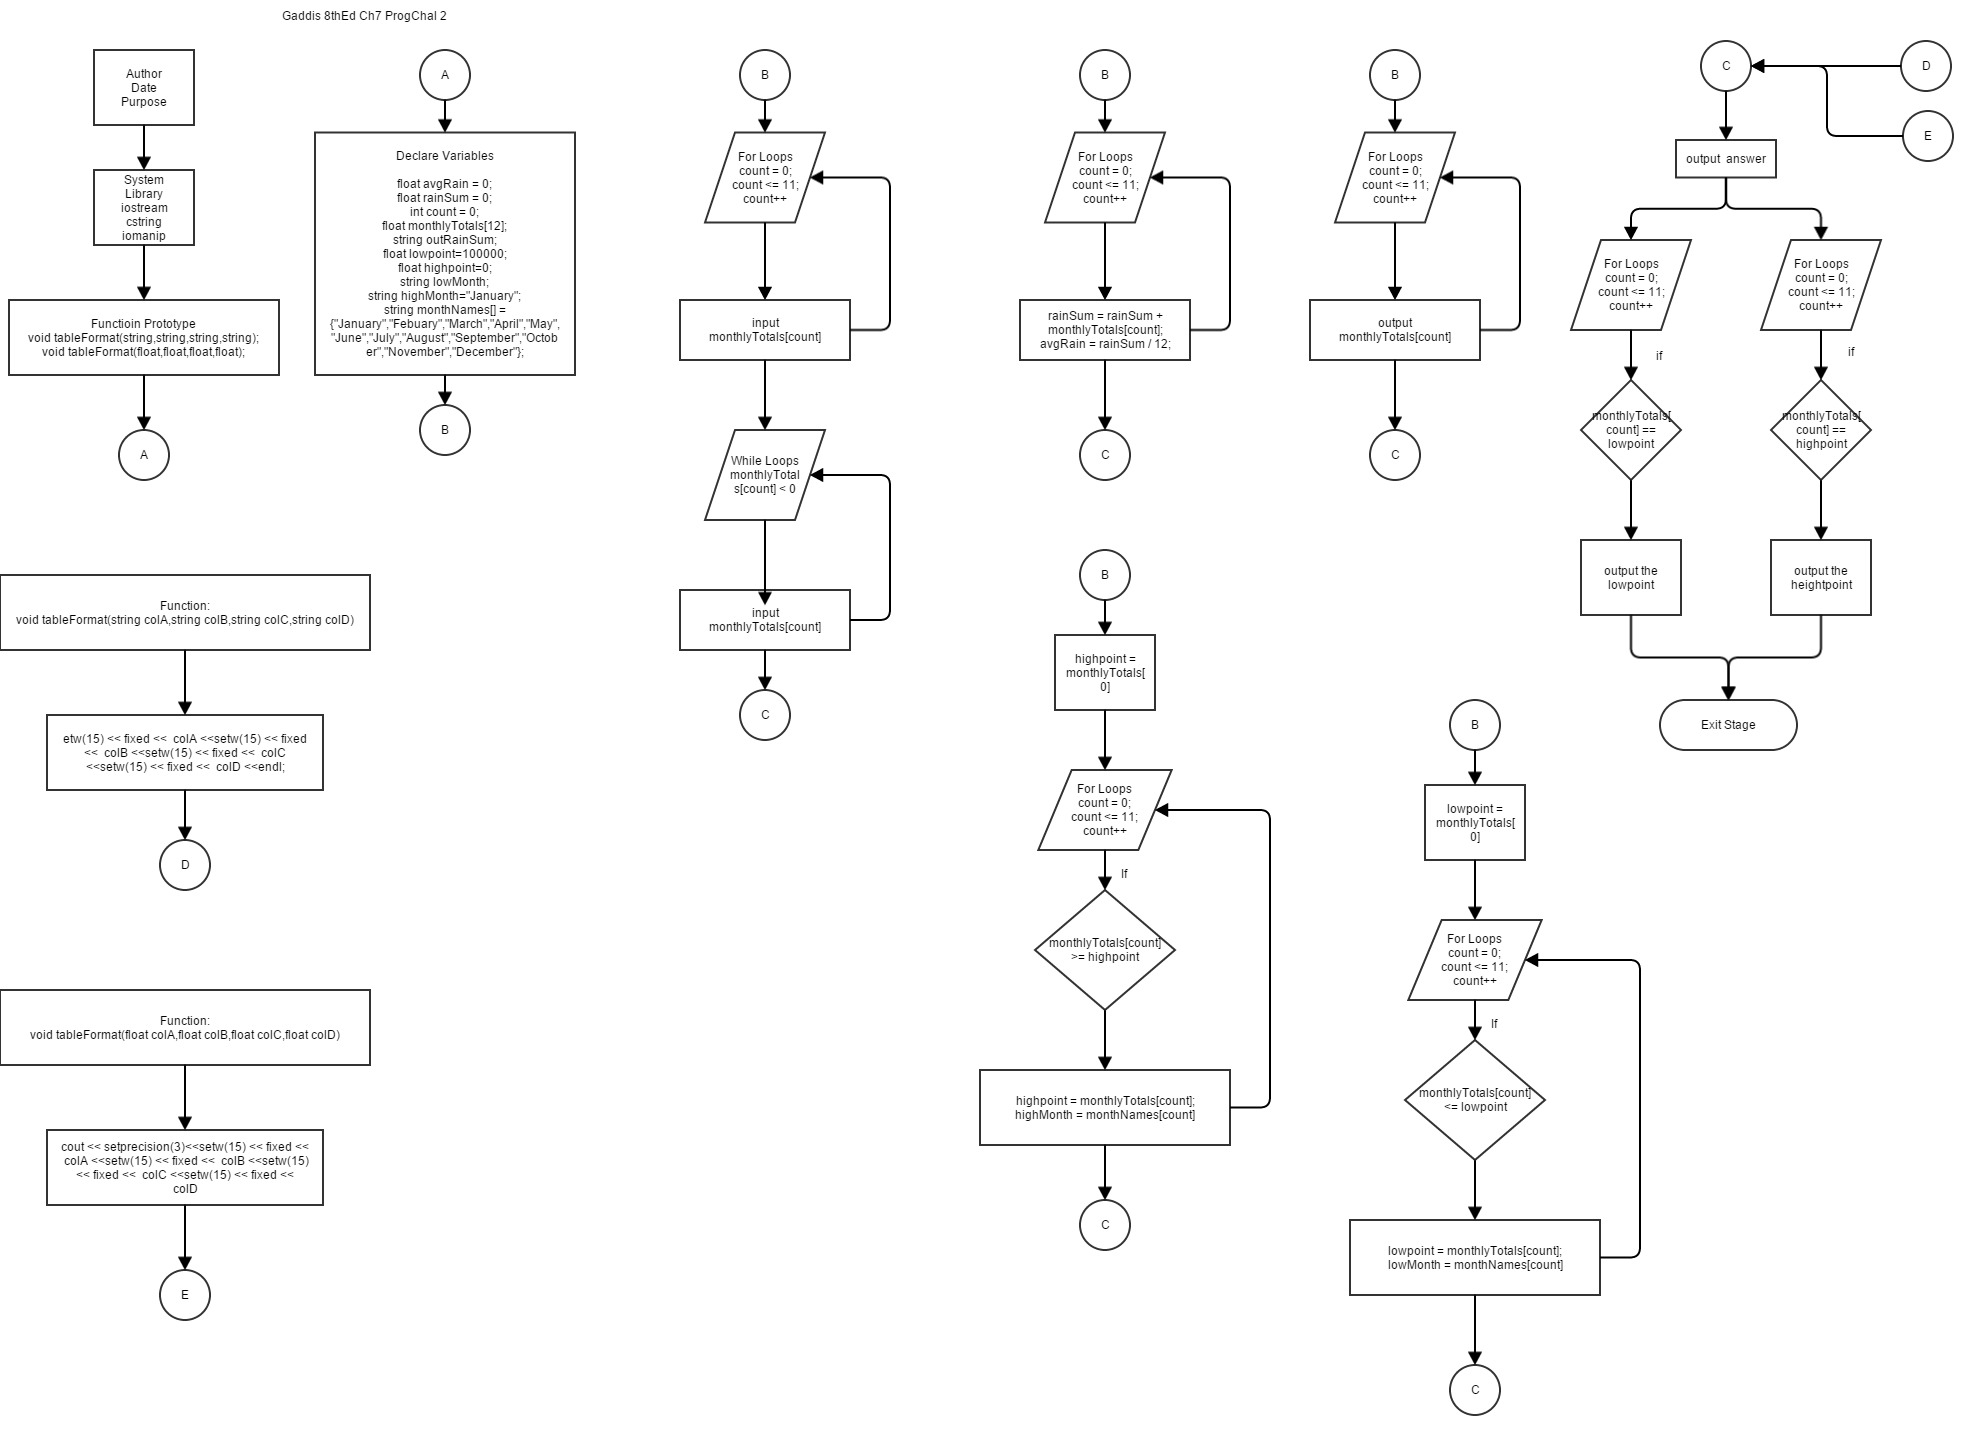 Gaddis 8thEd Ch7 ProgChal 2
Author
Date
Purpose
System
Library
iostream
cstring
iomanip
Functioin Prototype
void tableFormat(string,string,string,string);
void tableFormat(float,float,float,float);
A
A
Declare Variables
float avgRain = 0;
float rainSum = 0;
int count = 0;
float monthlyTotals[12];
string outRainSum;
float lowpoint=100000;
float highpoint=0;
string lowMonth;
string highMonth="January";
string monthNames[] =
{"January","Febuary","March","April","May",
"June","July","August","September","Octob
er","November","December"};
B
B
For Loops
count = 0;
count <= 11;
count++
input
monthlyTotals[count]
While Loops
monthlyTotal
s[count] < 0
input
monthlyTotals[count]
C
B
For Loops
count = 0;
count <= 11;
count++
rainSum = rainSum +
monthlyTotals[count];
avgRain = rainSum / 12;
C
B
For Loops
count = 0;
count <= 11;
count++
output
monthlyTotals[count]
C
C
D
E
output  answer
For Loops
count = 0;
count <= 11;
count++
if
monthlyTotals[
count] ==
lowpoint
output the
lowpoint
For Loops
count = 0;
count <= 11;
count++
if
monthlyTotals[
count] ==
highpoint
output the
heightpoint
Exit Stage
Function:
void tableFormat(string colA,string colB,string colC,string colD)
etw(15) << fixed <<  colA <<setw(15) << fixed
<<  colB <<setw(15) << fixed <<  colC
<<setw(15) << fixed <<  colD <<endl;
D
Function:
void tableFormat(float colA,float colB,float colC,float colD)
cout << setprecision(3)<<setw(15) << fixed <<
colA <<setw(15) << fixed <<  colB <<setw(15)
<< fixed <<  colC <<setw(15) << fixed <<
colD
E
B
highpoint =
monthlyTotals[
0]
For Loops
count = 0;
count <= 11;
count++
If
monthlyTotals[count]
>= highpoint
highpoint = monthlyTotals[count];
highMonth = monthNames[count]
C
B
lowpoint =
monthlyTotals[
0]
For Loops
count = 0;
count <= 11;
count++
If
monthlyTotals[count]
<= lowpoint
lowpoint = monthlyTotals[count];
lowMonth = monthNames[count]
C